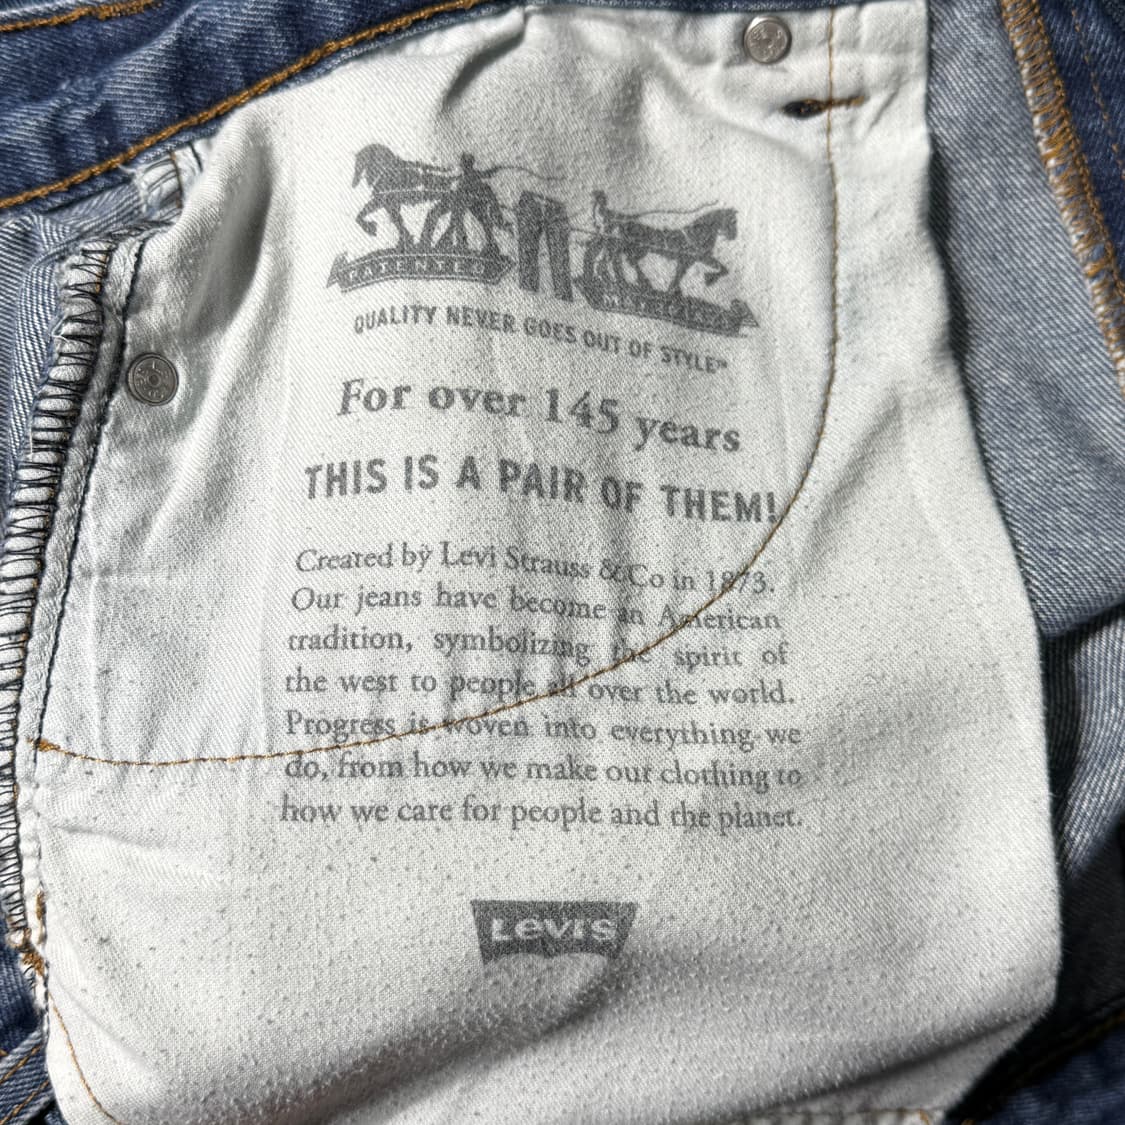 PATENTED
QUALITY NEVER GOES OUT OF STYLE™
For over 145 years
THIS IS A PAIR OF THEM!
Created by Levi Strauss & Co in 1873.
Our jeans have become an American
tradition, symbolizing the spirit of
the west to people all over the world.
Progress is woven into everything we
do, from how we make our clothing to
how we care for people and the planet.
Levi's